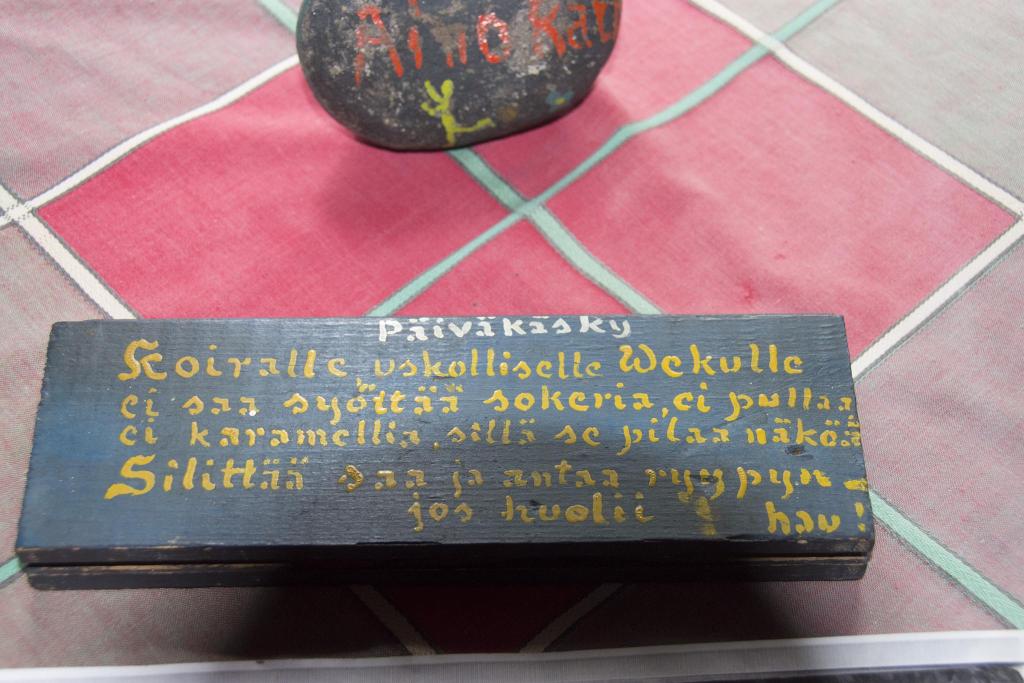 Aino
Päiväkäsky
Koiralle, uskolliselle Wekulle
ei saa syöttää sokeria, ei pullaa
ei karamellia, sillä se pilaa näköä
Silittää saa ja antaa ryypyn –
jos kuolii hau!